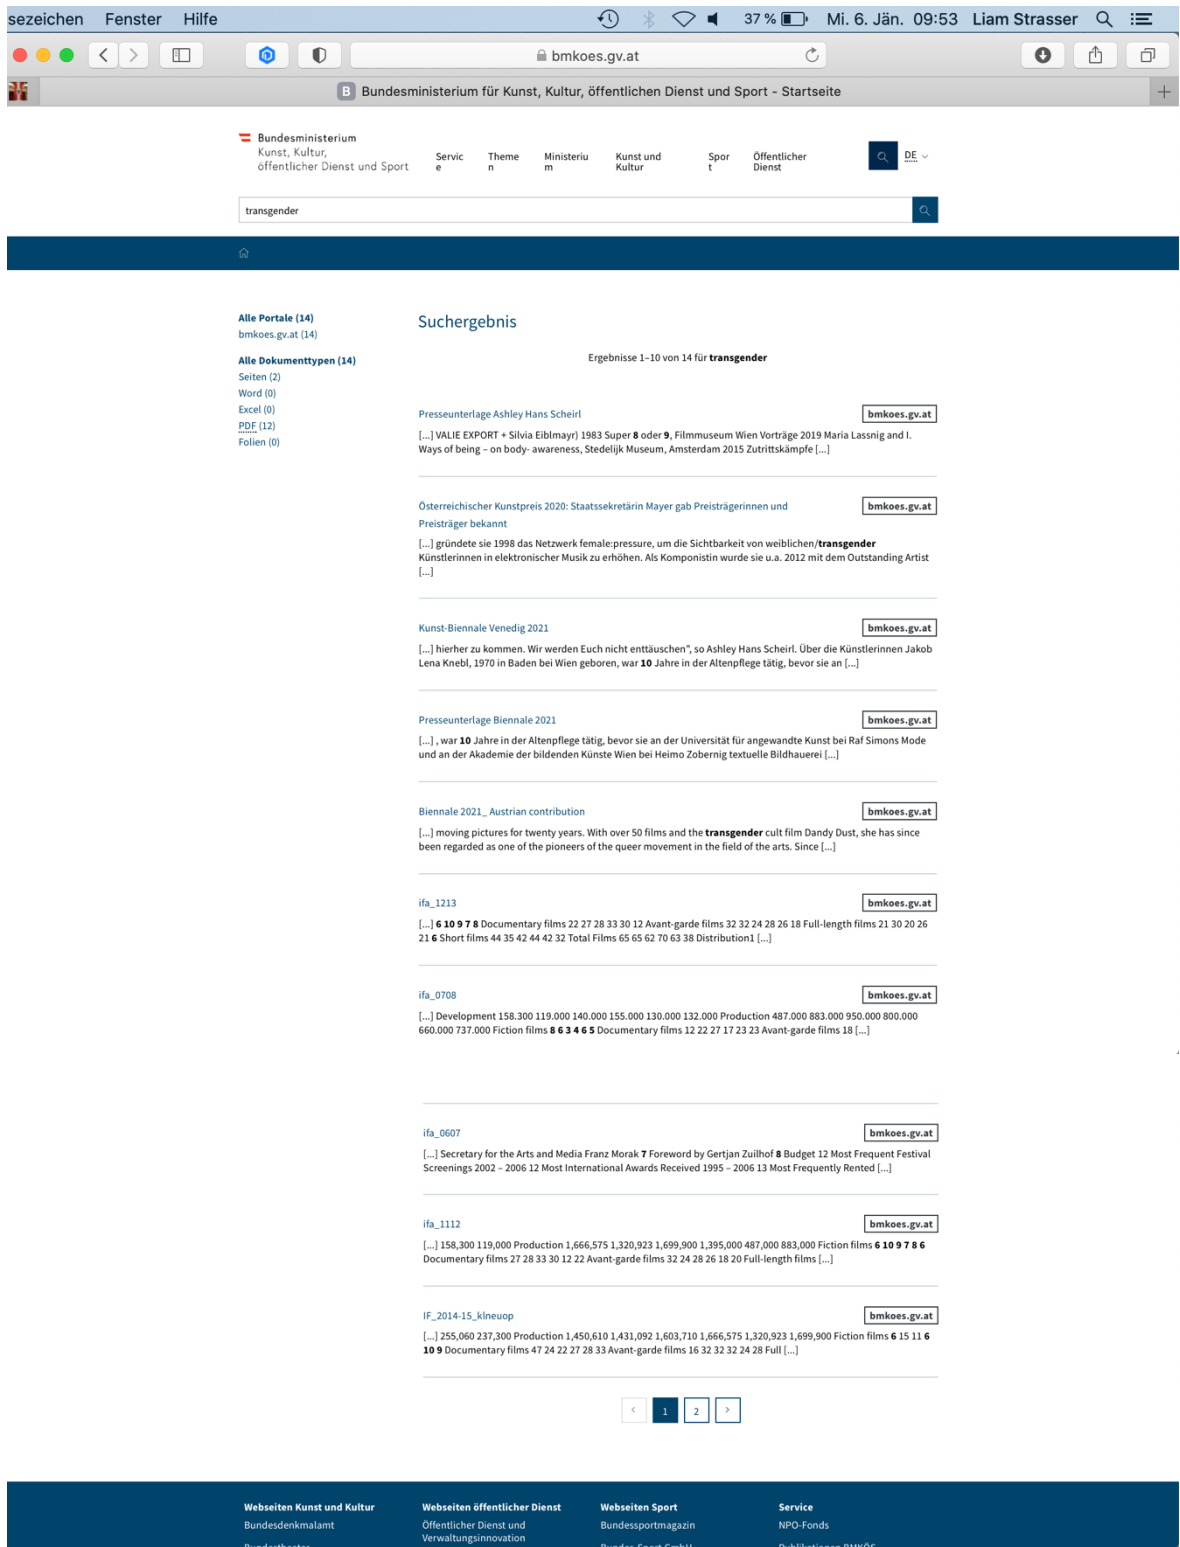 sezeichen Fenster Hilfe 37 % Mi. 6. Jän. 09:53 Liam Strasser
bmkoes.gv.at
B Bundesministerium für Kunst, Kultur, öffentlichen Dienst und Sport - Startseite
Bundesministerium
Kunst, Kultur,
öffentlicher Dienst und Sport
Servic
e
Theme
n
Ministeriu
m
Kunst und
Kultur
Spor
t
Öffentlicher
Dienst
DE
transgender
Alle Portale (14)
bmkoes.gv.at (14)
Alle Dokumenttypen (14)
Seiten (2)
Word (0)
Excel (0)
PDF (12)
Folien (0)
Suchergebnis
Ergebnisse 1–10 von 14 für transgender
Presseunterlage Ashley Hans Scheirl bmkoes.gv.at
[...] VALIE EXPORT + Silvia Eiblmayr) 1983 Super 8 oder 9, Filmmuseum Wien Vorträge 2019 Maria Lassnig and I.
Ways of being – on body- awareness, Stedelijk Museum, Amsterdam 2015 Zutrittskämpfe [...]
Österreichischer Kunstpreis 2020: Staatssekretärin Mayer gab Preisträgerinnen und bmkoes.gv.at
Preisträger bekannt
[...] gründete sie 1998 das Netzwerk female:pressure, um die Sichtbarkeit von weiblichen/transgender
Künstlerinnen in elektronischer Musik zu erhöhen. Als Komponistin wurde sie u.a. 2012 mit dem Outstanding Artist
[...]
Kunst-Biennale Venedig 2021 bmkoes.gv.at
[...] hierher zu kommen. Wir werden Euch nicht enttäuschen", so Ashley Hans Scheirl. Über die Künstlerinnen Jakob
Lena Knebl, 1970 in Baden bei Wien geboren, war 10 Jahre in der Altenpflege tätig, bevor sie an [...]
Presseunterlage Biennale 2021 bmkoes.gv.at
[...] , war 10 Jahre in der Altenpflege tätig, bevor sie an der Universität für angewandte Kunst bei Raf Simons Mode
und an der Akademie der bildenden Künste Wien bei Heimo Zobernig textuelle Bildhauerei [...]
Biennale 2021_ Austrian contribution bmkoes.gv.at
[...] moving pictures for twenty years. With over 50 films and the transgender cult film Dandy Dust, she has since
been regarded as one of the pioneers of the queer movement in the field of the arts. Since [...]
ifa_1213 bmkoes.gv.at
[...] 6 10 9 7 8 Documentary films 22 27 28 33 30 12 Avant-garde films 32 32 24 28 26 18 Full-length films 21 30 20 26
21 6 Short films 44 35 42 44 42 32 Total Films 65 65 62 70 63 38 Distribution1 [...]
ifa_0708 bmkoes.gv.at
[...] Development 158.300 119.000 140.000 155.000 130.000 132.000 Production 487.000 883.000 950.000 800.000
660.000 737.000 Fiction films 8 6 3 4 6 5 Documentary films 12 22 27 17 23 23 Avant-garde films 18 [...]
ifa_0607 bmkoes.gv.at
[...] Secretary for the Arts and Media Franz Morak 7 Foreword by Gertjan Zuilhof 8 Budget 12 Most Frequent Festival
Screenings 2002 – 2006 12 Most International Awards Received 1995 – 2006 13 Most Frequently Rented [...]
ifa_1112 bmkoes.gv.at
[...] 158,300 119,000 Production 1,666,575 1,320,923 1,699,900 1,395,000 487,000 883,000 Fiction films 6 10 9 7 8 6
Documentary films 27 28 33 30 12 22 Avant-garde films 32 24 28 26 18 20 Full-length films [...]
IF_2014-15_klneuop bmkoes.gv.at
[...] 255,060 237,300 Production 1,450,610 1,431,092 1,603,710 1,666,575 1,320,923 1,699,900 Fiction films 6 15 11 6
10 9 Documentary films 47 24 22 27 28 33 Avant-garde films 16 32 32 32 24 28 Full [...]
< 1 2 >
Webseiten Kunst und Kultur
Bundesdenkmalamt
Bundestheater
Webseiten öffentlicher Dienst
Öffentlicher Dienst und
Verwaltungsinnovation
Webseiten Sport
Bundessportmagazin
Bundes-Sport GmbH
Service
NPO-Fonds
Publikationen BMKÖS